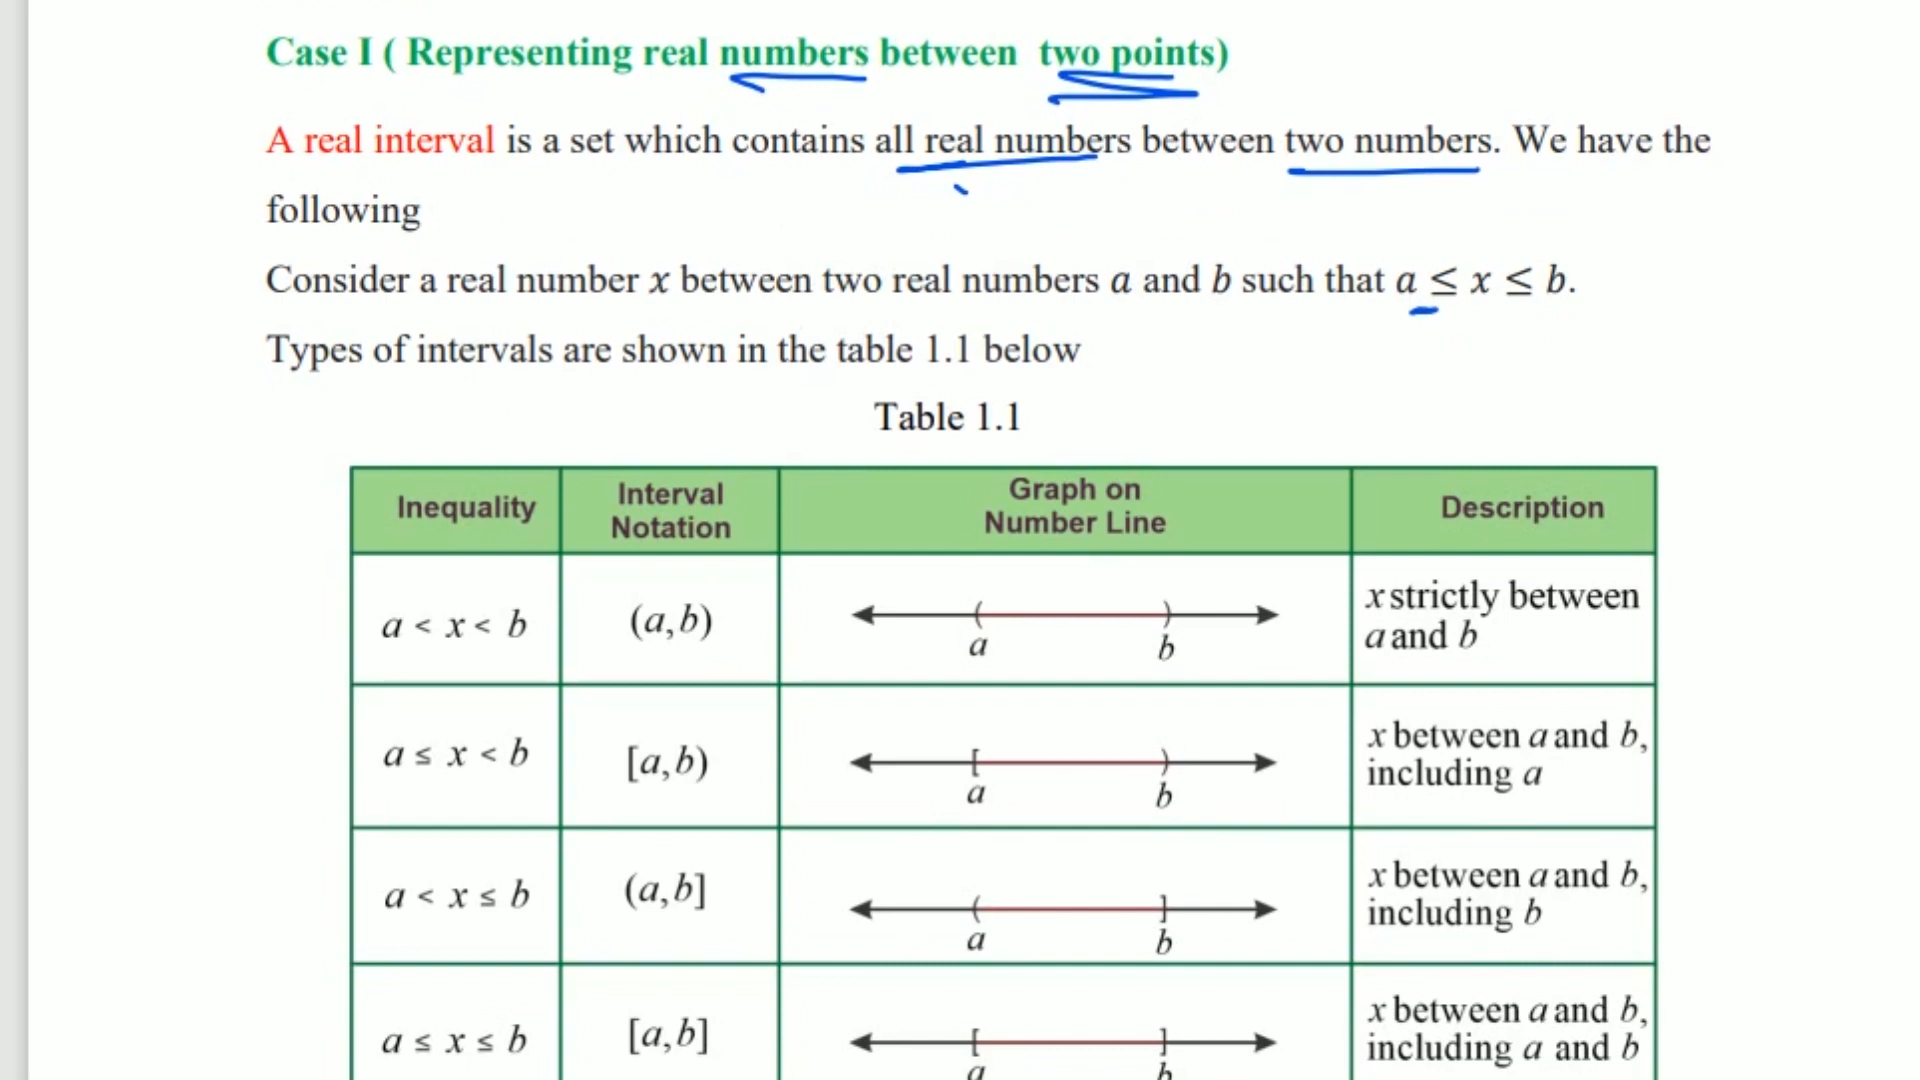 Case I ( Representing real numbers between two points)
A real interval is a set which contains all real numbers between two numbers. We have the
following
Consider a real number x between two real numbers a and b such that a ≤ x ≤ b.
Types of intervals are shown in the table 1.1 below
Table 1.1
Inequality
Interval
Notation
Graph on
Number Line
Description
a < x < b
(a,b)
a
b
x strictly between
a and b
a ≤ x < b
[a,b)
a
b
x between a and b,
including a
a < x ≤ b
(a,b]
a
b
x between a and b,
including b
a ≤ x ≤ b
[a,b]
a
b
x between a and b,
including a and b